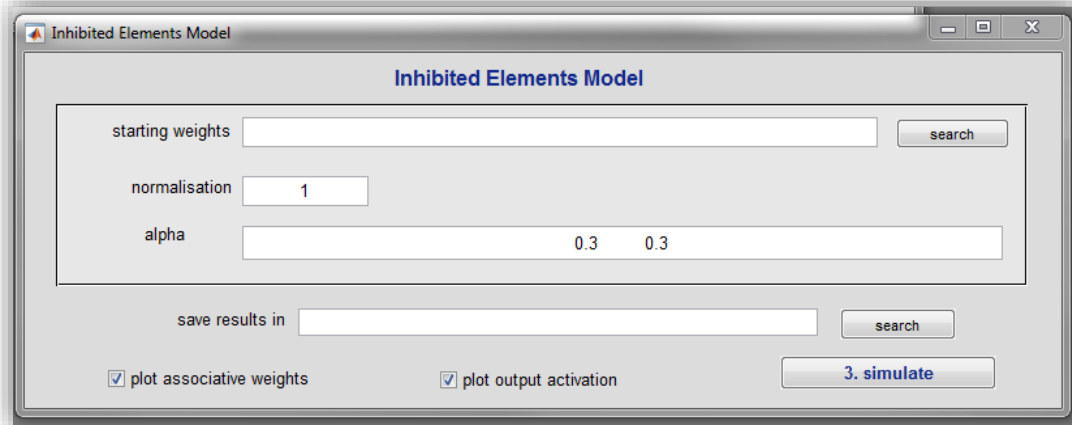 Inhibited Elements Model
Inhibited Elements Model
starting weights search
normalisation 1
alpha 0.3 0.3
save results in search
plot associative weights plot output activation 3. simulate